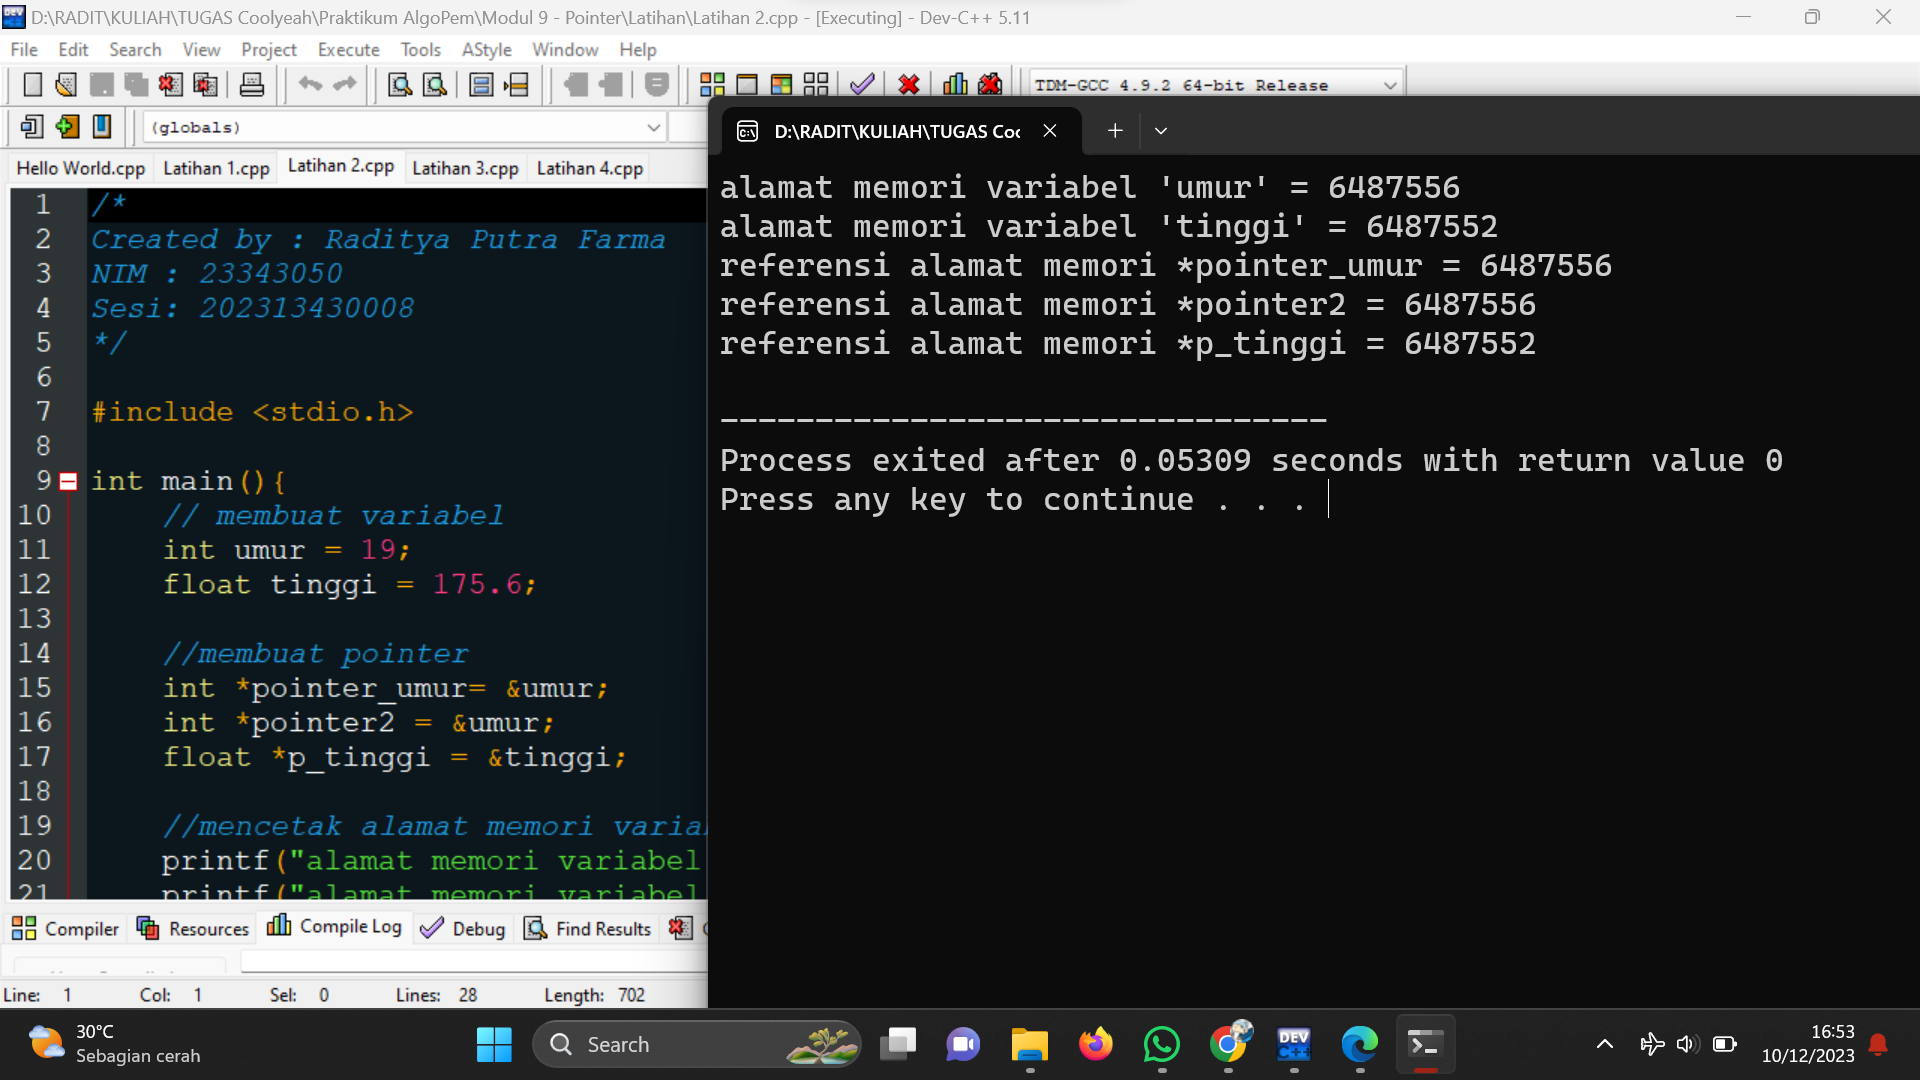 D:\RADIT\KULIAH\TUGAS Coolyeah\Praktikum AlgoPem\Modul 9 - Pointer\Latihan\Latihan 2.cpp - [Executing] - Dev-C++ 5.11
File Edit Search View Project Execute Tools AStyle Window Help
TDM-GCC 4.9.2 64-bit Release
(globals)
Hello World.cpp Latihan 1.cpp Latihan 2.cpp Latihan 3.cpp Latihan 4.cpp
1 /*
2 Created by : Raditya Putra Farma
3 NIM : 23343050
4 Sesi: 202313430008
5 */
6
7 #include <stdio.h>
8
9 int main(){
10 // membuat variabel
11 int umur = 19;
12 float tinggi = 175.6;
13
14 //membuat pointer
15 int *pointer_umur= &umur;
16 int *pointer2 = &umur;
17 float *p_tinggi = &tinggi;
18
19 //mencetak alamat memori varia
20 printf("alamat memori variabel
21 printf("alamat memori variabel
D:\RADIT\KULIAH\TUGAS Coo
alamat memori variabel 'umur' = 6487556
alamat memori variabel 'tinggi' = 6487552
referensi alamat memori *pointer_umur = 6487556
referensi alamat memori *pointer2 = 6487556
referensi alamat memori *p_tinggi = 6487552
--------------------------------
Process exited after 0.05309 seconds with return value 0
Press any key to continue . . .
Compiler Resources Compile Log Debug Find Results
Line: 1 Col: 1 Sel: 0 Lines: 28 Length: 702
30°C
Sebagian cerah
Search
DEV
C++
16:53
10/12/2023